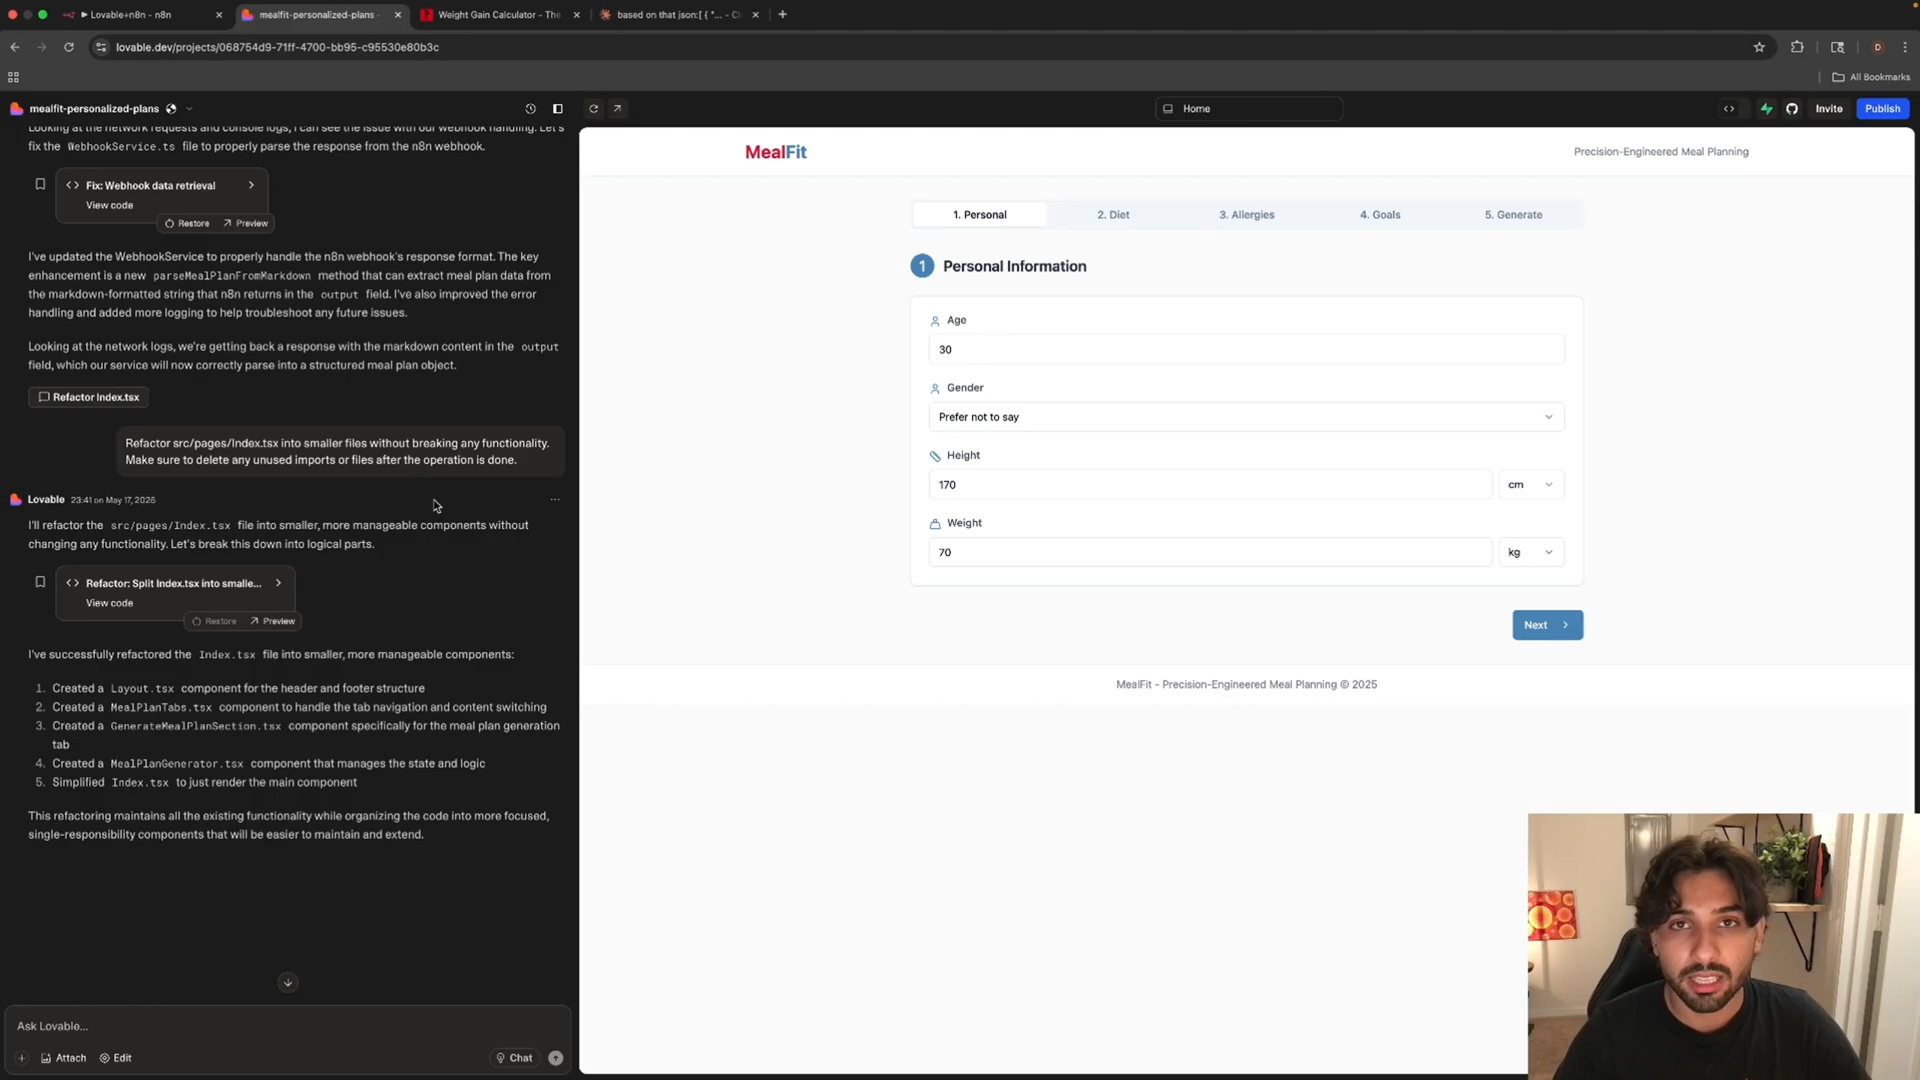 Lovable+n8n - n8n
mealfit-personalized-plans
Weight Gain Calculator - The
based on that json:[ { "... - C
lovable.dev/projects/068754d9-71ff-4700-bb95-c95530e80b3c
D
All Bookmarks
mealfit-personalized-plans
Home
Invite
Publish
Looking at the network requests and console logs, I can see the issue with our webhook handling. Let's
fix the WebhookService.ts file to properly parse the response from the n8n webhook.
Fix: Webhook data retrieval
View code
Restore
Preview
I've updated the WebhookService to properly handle the n8n webhook's response format. The key
enhancement is a new parseMealPlanFromMarkdown method that can extract meal plan data from
the markdown-formatted string that n8n returns in the output field. I've also improved the error
handling and added more logging to help troubleshoot any future issues.
Looking at the network logs, we're getting back a response with the markdown content in the output
field, which our service will now correctly parse into a structured meal plan object.
Refactor Index.tsx
Refactor src/pages/Index.tsx into smaller files without breaking any functionality.
Make sure to delete any unused imports or files after the operation is done.
Lovable 23:41 on May 17, 2025
I'll refactor the src/pages/Index.tsx file into smaller, more manageable components without
changing any functionality. Let's break this down into logical parts.
Refactor: Split Index.tsx into smalle...
View code
Restore
Preview
I've successfully refactored the Index.tsx file into smaller, more manageable components:
1. Created a Layout.tsx component for the header and footer structure
2. Created a MealPlanTabs.tsx component to handle the tab navigation and content switching
3. Created a GenerateMealPlanSection.tsx component specifically for the meal plan generation
tab
4. Created a MealPlanGenerator.tsx component that manages the state and logic
5. Simplified Index.tsx to just render the main component
This refactoring maintains all the existing functionality while organizing the code into more focused,
single-responsibility components that will be easier to maintain and extend.
Ask Lovable...
Attach
Edit
Chat
MealFit
Precision-Engineered Meal Planning
1. Personal
2. Diet
3. Allergies
4. Goals
5. Generate
1 Personal Information
Age
30
Gender
Prefer not to say
Height
170
cm
Weight
70
kg
Next
MealFit - Precision-Engineered Meal Planning © 2025